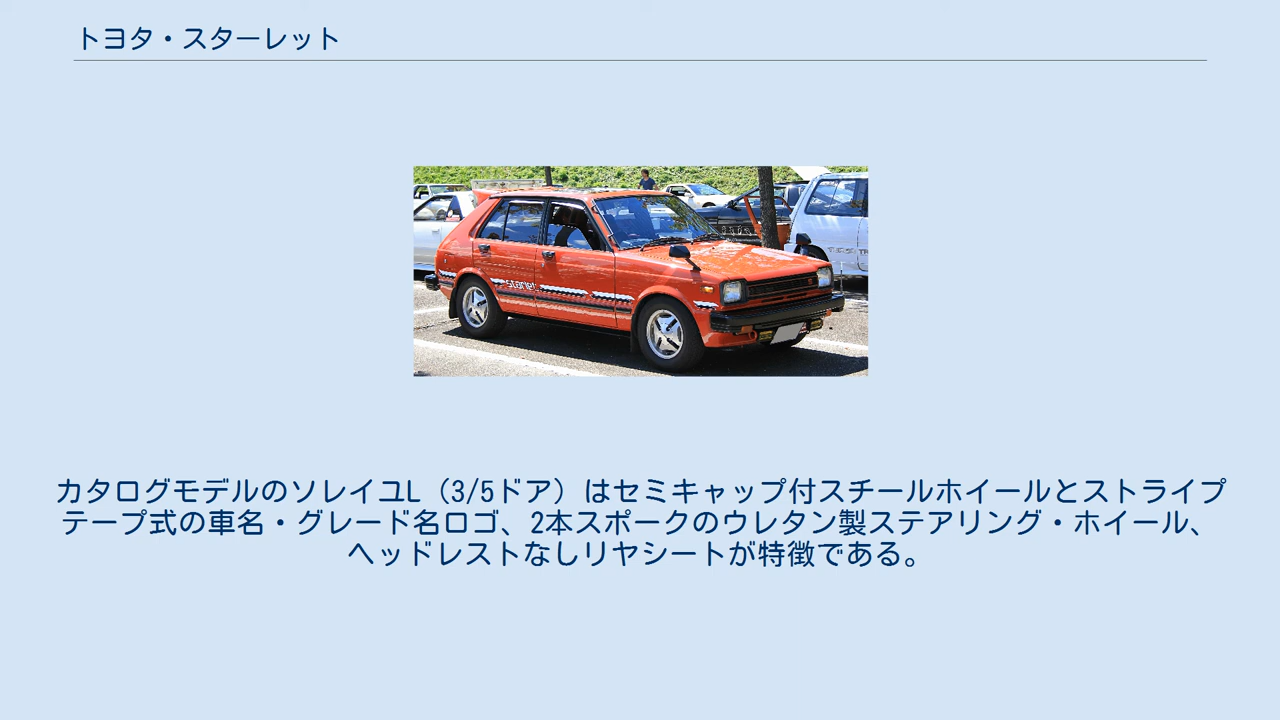 トヨタ・スターレット
starlet
カタログモデルのソレイユL（3/5ドア）はセミキャップ付スチールホイールとストライプ
テープ式の車名・グレード名ロゴ、2本スポークのウレタン製ステアリング・ホイール、
ヘッドレストなしリヤシートが特徴である。